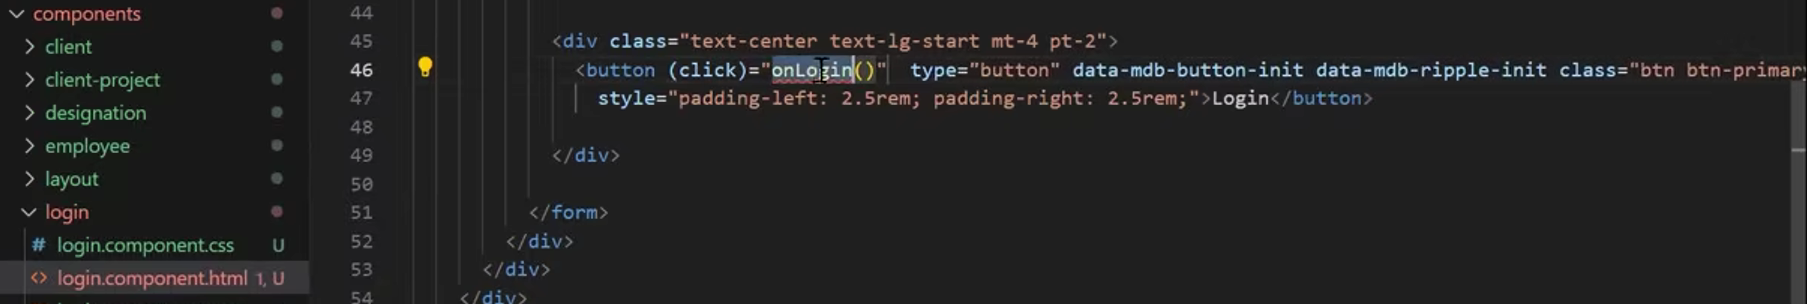 components
client
client-project
designation
employee
layout
login
# login.component.css U
<> login.component.html 1, U
44
45 <div class="text-center text-lg-start mt-4 pt-2">
46 <button (click)="onLogin()" type="button" data-mdb-button-init data-mdb-ripple-init class="btn btn-primary
47 style="padding-left: 2.5rem; padding-right: 2.5rem;">Login</button>
48
49 </div>
50
51 </form>
52 </div>
53 </div>
54 </div>